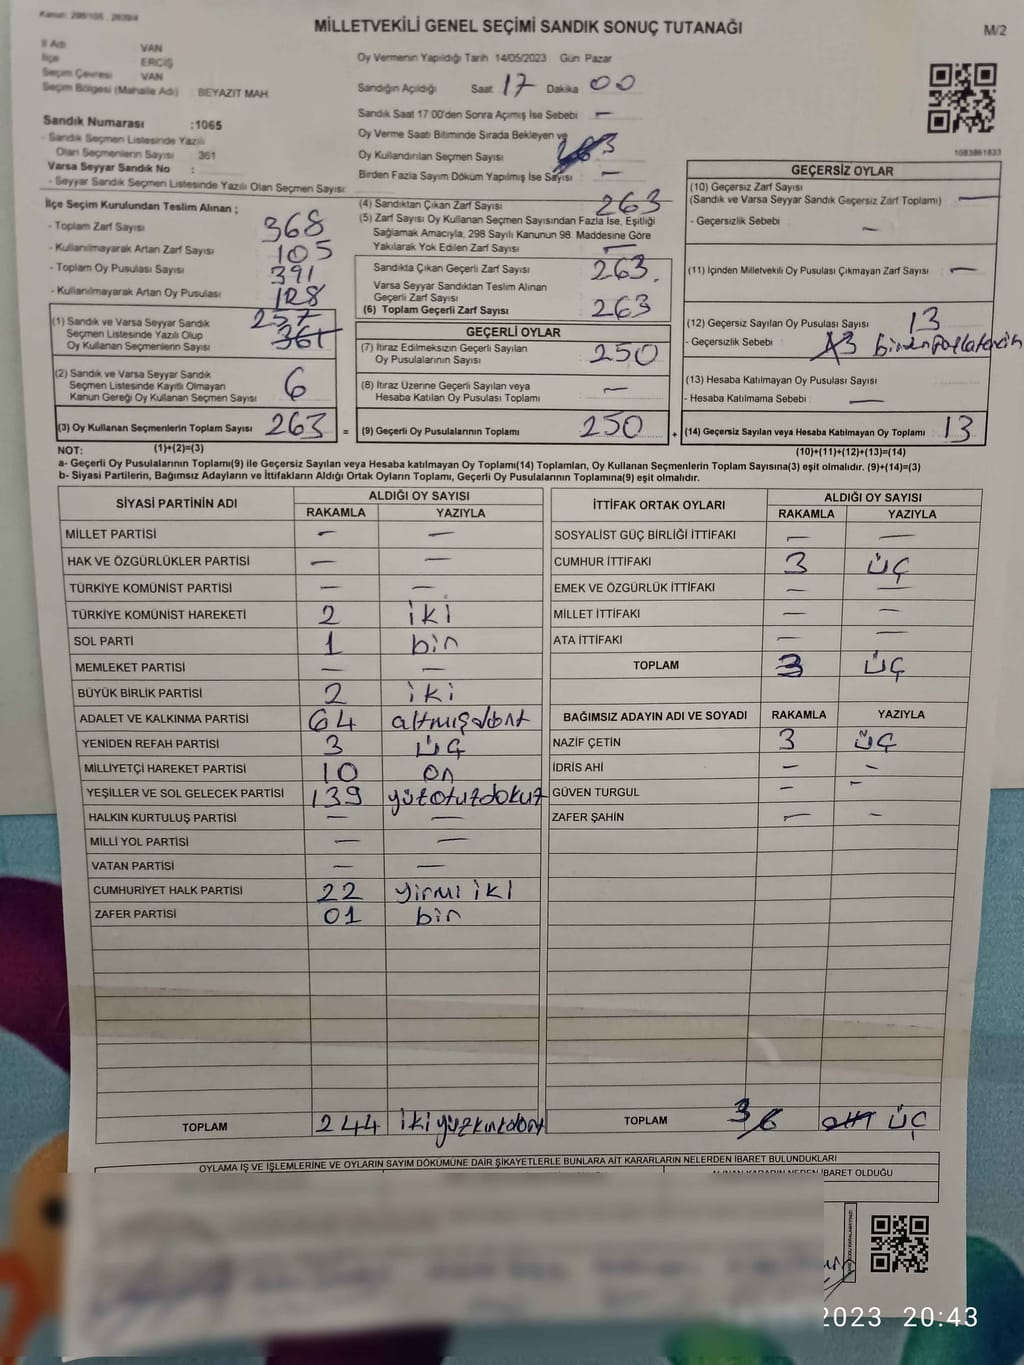 Kanun: 298/105 , 2839/4
MİLLETVEKİLİ GENEL SEÇİMİ SANDIK SONUÇ TUTANAĞI
M/2
İl Adı VAN
İlçe ERCİŞ
Seçim Çevresi VAN
Seçim Bölgesi (Mahalle Adı) : BEYAZIT MAH
Sandık Numarası :1065
- Sandık Seçmen Listesinde Yazılı
Olan Seçmenlerin Sayısı : 361
Varsa Seyyar Sandık No :
- Seyyar Sandık Seçmen Listesinde Yazılı Olan Seçmen Sayısı:
Oy Vermenin Yapıldığı Tarih 14/05/2023 Gün Pazar
Sandığın Açıldığı Saat 17 Dakika 00
Sandık Saat 17:00'den Sonra Açılmış İse Sebebi —
Oy Verme Saati Bitiminde Sırada Bekleyen ve
Oy Kullandırılan Seçmen Sayısı
Birden Fazla Sayım Döküm Yapılmış İse Sayısı : —
1083861833
İlçe Seçim Kurulundan Teslim Alınan ;
- Toplam Zarf Sayısı 368
- Kullanılmayarak Artan Zarf Sayısı 105
- Toplam Oy Pusulası Sayısı 391
- Kullanılmayarak Artan Oy Pusulası 128
(1) Sandık ve Varsa Seyyar Sandık 257
Seçmen Listesinde Yazılı Olup 361
Oy Kullanan Seçmenlerin Sayısı
(2) Sandık ve Varsa Seyyar Sandık
Seçmen Listesinde Kayıtlı Olmayan 6
Kanun Gereği Oy Kullanan Seçmen Sayısı
(3) Oy Kullanan Seçmenlerin Toplam Sayısı 263 =
(4) Sandıktan Çıkan Zarf Sayısı 263
(5) Zarf Sayısı Oy Kullanan Seçmen Sayısından Fazla İse, Eşitliği
Sağlamak Amacıyla, 298 Sayılı Kanunun 98. Maddesine Göre
Yakılarak Yok Edilen Zarf Sayısı —
Sandıkta Çıkan Geçerli Zarf Sayısı 263
Varsa Seyyar Sandıktan Teslim Alınan
Geçerli Zarf Sayısı
(6) Toplam Geçerli Zarf Sayısı 263
GEÇERLİ OYLAR
(7) İtiraz Edilmeksizin Geçerli Sayılan 250
Oy Pusulalarının Sayısı
(8) İtiraz Üzerine Geçerli Sayılan veya —
Hesaba Katılan Oy Pusulası Toplamı
(9) Geçerli Oy Pusulalarının Toplamı 250 +
GEÇERSİZ OYLAR
(10) Geçersiz Zarf Sayısı
(Sandık ve Varsa Seyyar Sandık Geçersiz Zarf Toplamı) —
- Geçersizlik Sebebi —
(11) İçinden Milletvekili Oy Pusulası Çıkmayan Zarf Sayısı —
(12) Geçersiz Sayılan Oy Pusulası Sayısı 13
- Geçersizlik Sebebi
(13) Hesaba Katılmayan Oy Pusulası Sayısı
- Hesaba Katılmama Sebebi —
(14) Geçersiz Sayılan veya Hesaba Katılmayan Oy Toplamı 13
NOT: (1)+(2)=(3) (10)+(11)+(12)+(13)=(14)
a- Geçerli Oy Pusulalarının Toplamı(9) ile Geçersiz Sayılan veya Hesaba katılmayan Oy Toplamı(14) Toplamları, Oy Kullanan Seçmenlerin Toplam Sayısına(3) eşit olmalıdır. (9)+(14)=(3)
b- Siyasi Partilerin, Bağımsız Adayların ve İttifakların Aldığı Ortak Oyların Toplamı, Geçerli Oy Pusulalarının Toplamına(9) eşit olmalıdır.
SİYASİ PARTİNİN ADI ALDIĞI OY SAYISI
RAKAMLA YAZIYLA
MİLLET PARTİSİ — —
HAK VE ÖZGÜRLÜKLER PARTİSİ — —
TÜRKİYE KOMÜNİST PARTİSİ — —
TÜRKİYE KOMÜNİST HAREKETİ 2 iki
SOL PARTİ 1 bir
MEMLEKET PARTİSİ — —
BÜYÜK BİRLİK PARTİSİ 2 iki
ADALET VE KALKINMA PARTİSİ 64 altmışdört
YENİDEN REFAH PARTİSİ 3 üç
MİLLİYETÇİ HAREKET PARTİSİ 10 on
YEŞİLLER VE SOL GELECEK PARTİSİ 139 yüzotuzdokuz
HALKIN KURTULUŞ PARTİSİ — —
MİLLİ YOL PARTİSİ — —
VATAN PARTİSİ — —
CUMHURİYET HALK PARTİSİ 22 yirmi iki
ZAFER PARTİSİ 01 bir
TOPLAM 244 ikiyüzkırkdört
İTTİFAK ORTAK OYLARI ALDIĞI OY SAYISI
RAKAMLA YAZIYLA
SOSYALİST GÜÇ BİRLİĞİ İTTİFAKI — —
CUMHUR İTTİFAKI 3 üç
EMEK VE ÖZGÜRLÜK İTTİFAKI — —
MİLLET İTTİFAKI — —
ATA İTTİFAKI — —
TOPLAM 3 üç
BAĞIMSIZ ADAYIN ADI VE SOYADI RAKAMLA YAZIYLA
NAZİF ÇETİN 3 üç
İDRİS AHİ — —
GÜVEN TURGUL — —
ZAFER ŞAHİN — —
TOPLAM 3 6 altı üç
OYLAMA İŞ VE İŞLEMLERİNE VE OYLARIN SAYIM DÖKÜMÜNE DAİR ŞİKAYETLERLE BUNLARA AİT KARARLARIN NELERDEN İBARET BULUNDUKLARI
ALINAN KARARIN NEDEN İBARET OLDUĞU
2023 20:43